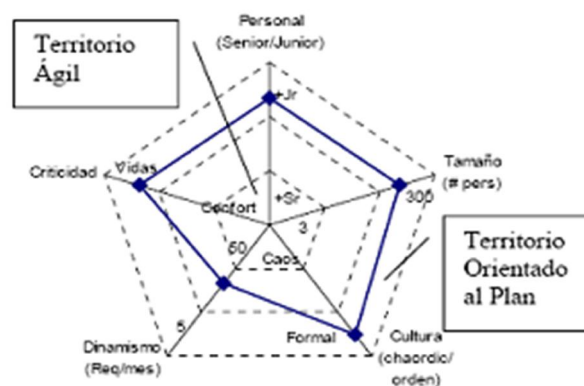 Territorio
Ágil
Personal
(Senior/Junior)
+Jr
Criticidad
Vidas
Tamaño
(# pers)
300
Confort
+Sr
3
50
Caos
Territorio
Orientado
al Plan
5
Formal
Dinamismo
(Req/mes)
Cultura
(chaordic/
orden)